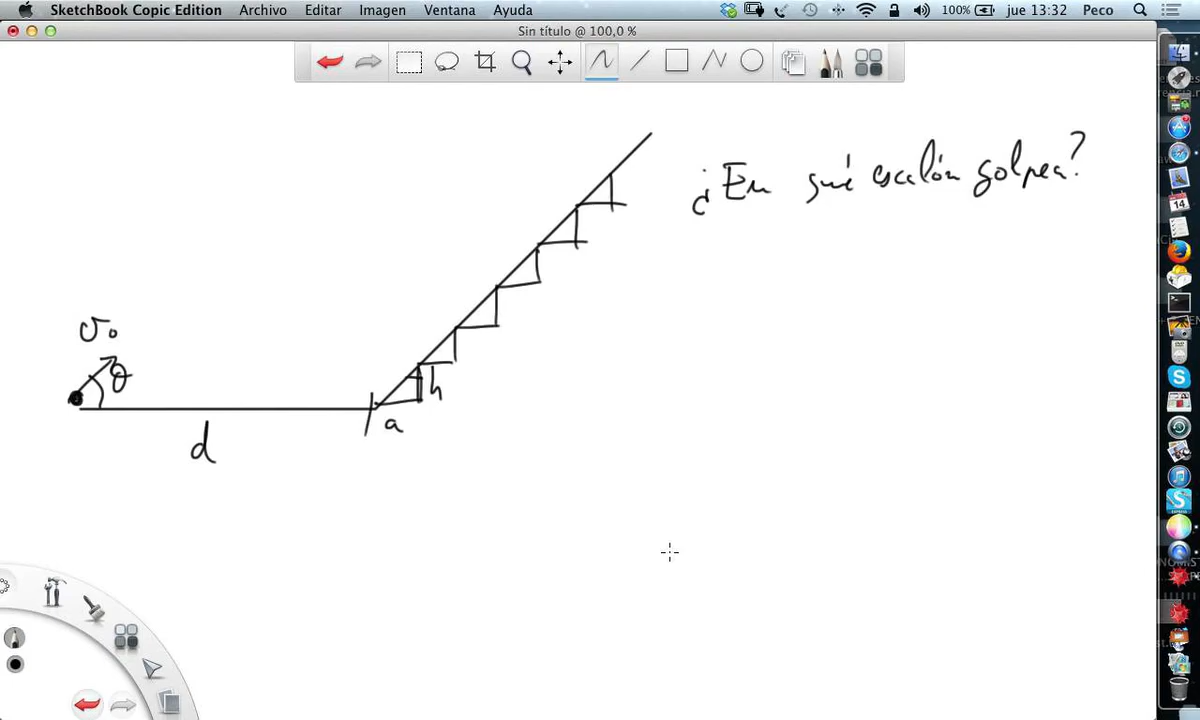 SketchBook Copic Edition Archivo Editar Imagen Ventana Ayuda 100% jue 13:32 Peco
Sin título @ 100,0 %
¿En qué escalón golpea?
v₀
θ
h
a
d
14